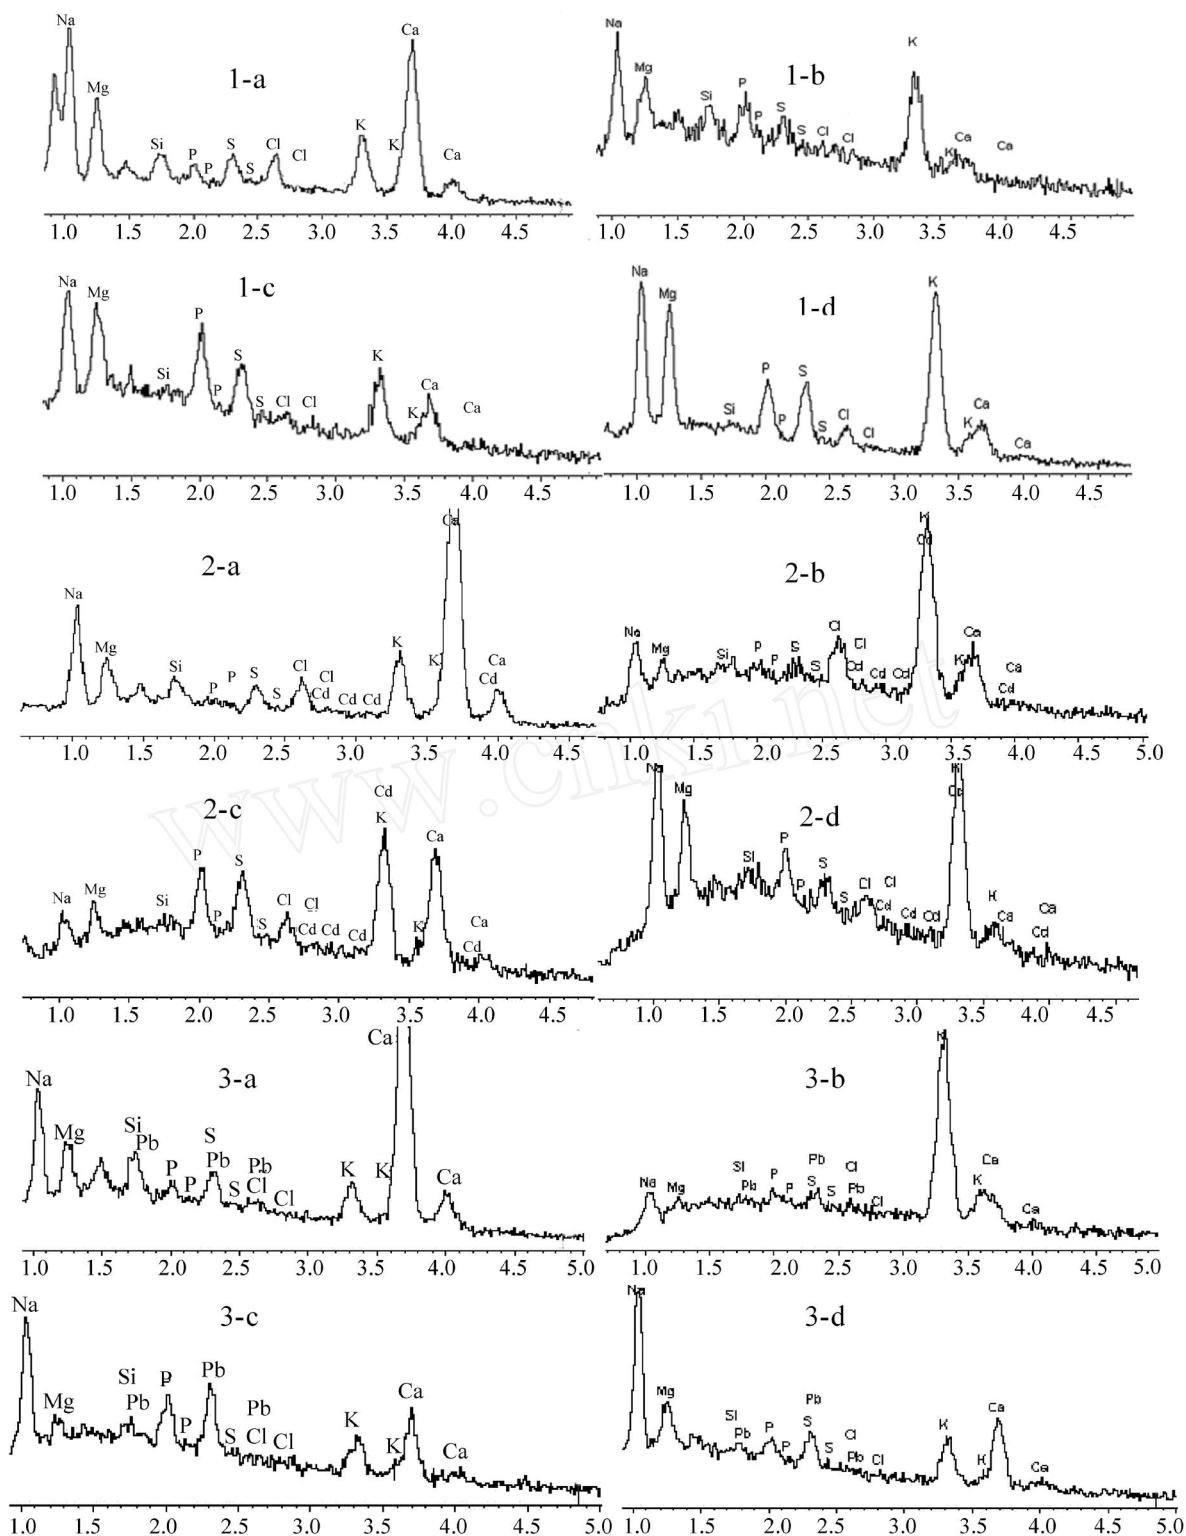 Na
Ca
1-a
Mg
K
Si
P
P
S
S
Cl
Cl
K
Ca
1.0 1.5 2.0 2.5 3.0 3.5 4.0 4.5
Na
K
1-b
Mg
Si
P
P
S
S
Cl
Cl
K
Ca
Ca
1.0 1.5 2.0 2.5 3.0 3.5 4.0 4.5
Na
Mg
1-c
P
S
K
Si
P
S
Cl
Cl
K
Ca
Ca
1.0 1.5 2.0 2.5 3.0 3.5 4.0 4.5
Na
Mg
K
1-d
P
S
Si
P
S
Cl
Cl
K
Ca
Ca
1.0 1.5 2.0 2.5 3.0 3.5 4.0 4.5
Ca
2-a
Na
Mg
K
K
Ca
Si
P
P
S
S
Cl
Cl
Cd
Cd
Cd
Cd
1.0 1.5 2.0 2.5 3.0 3.5 4.0 4.5
K
Cd
2-b
Na
Mg
Si
P
P
S
S
Cl
Cl
Cd
Cd
Cd
K
Ca
Ca
Cd
1.0 1.5 2.0 2.5 3.0 3.5 4.0 4.5 5.0
www.cnki.net
Cd
2-c
K
Ca
P
S
Na
Mg
Si
P
S
Cl
Cl
Cd
Cd
Cd
K
Ca
Cd
1.0 1.5 2.0 2.5 3.0 3.5 4.0 4.5
Na
K
Mg
Cd
2-d
P
Si
S
P
S
Cl
Cl
Cd
Cd
Cd
K
Ca
Ca
Cd
1.0 1.5 2.0 2.5 3.0 3.5 4.0 4.5
Ca
3-a
Na
Mg
Si
Pb
S
Pb
P
P
S
Pb
Cl
Cl
K
K
Ca
1.0 1.5 2.0 2.5 3.0 3.5 4.0 5.0
K
3-b
Na
Mg
Si
Pb
P
P
Pb
S
S
Cl
Pb
Cl
K
Ca
Ca
1.0 1.5 2.0 2.5 3.0 3.5 4.0 4.5 5.0
Na
3-c
Mg
Si
Pb
P
P
Pb
S
Pb
Cl
Cl
K
K
Ca
Ca
1.0 1.5 2.0 2.5 3.0 3.5 4.0 4.5 5.0
Na
3-d
Mg
Si
Pb
P
P
Pb
S
S
Cl
Pb
Cl
K
K
Ca
Ca
1.0 1.5 2.0 2.5 3.0 3.5 4.0 4.5 5.0